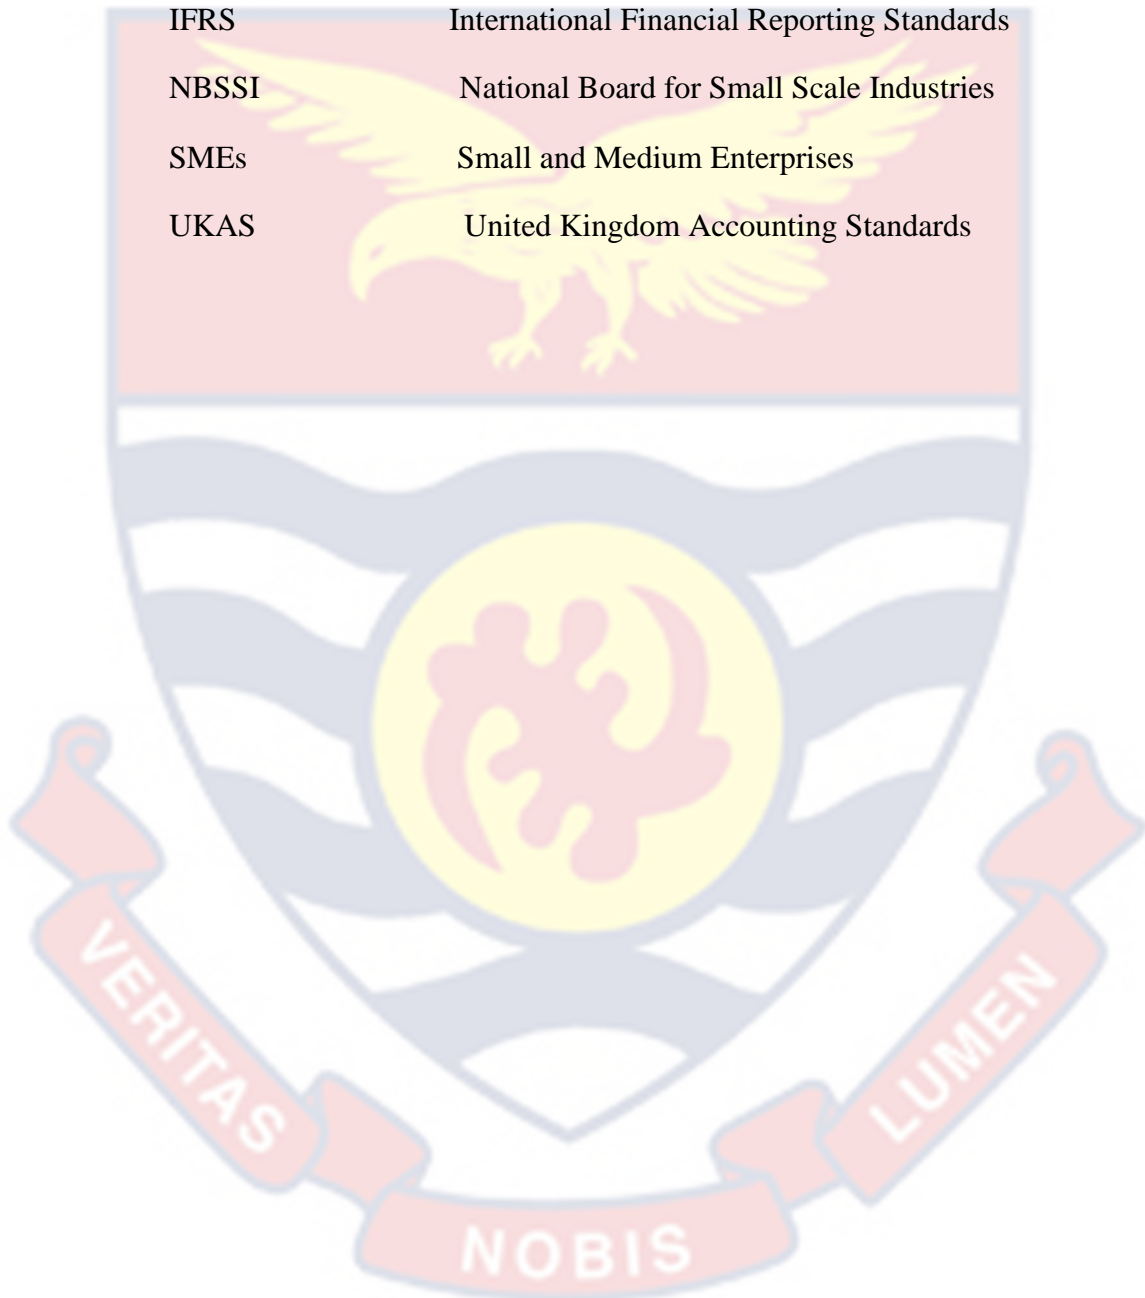 IFRS International Financial Reporting Standards
NBSSI National Board for Small Scale Industries
SMEs Small and Medium Enterprises
UKAS United Kingdom Accounting Standards
VERITAS
NOBIS
LUMEN